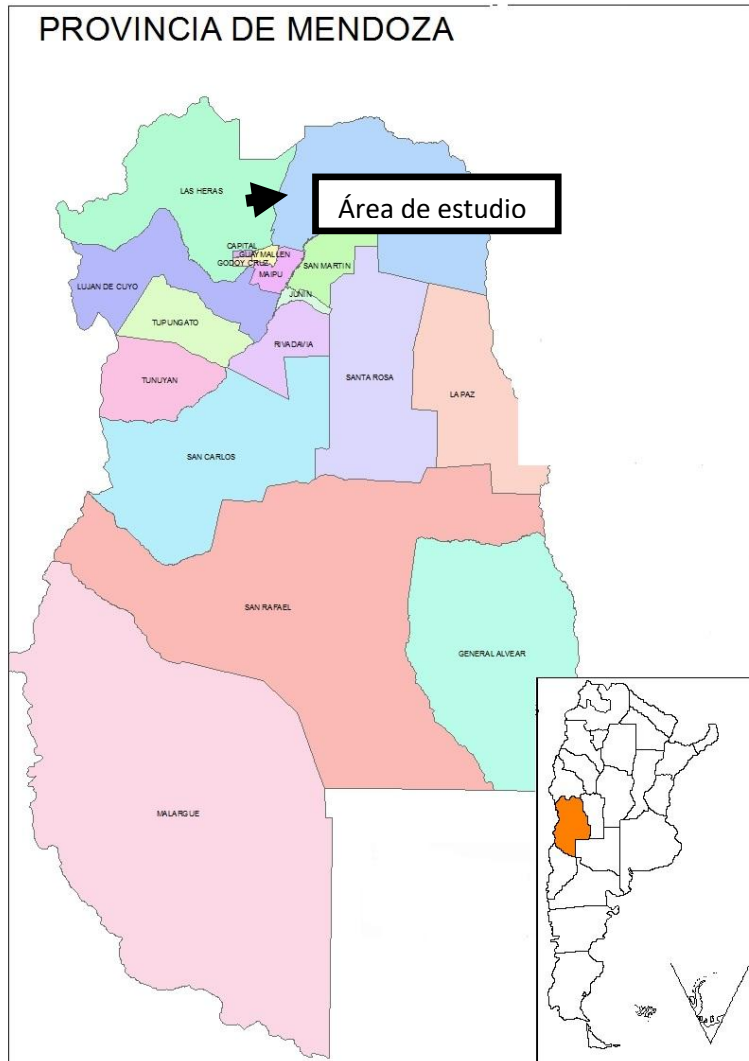 PROVINCIA DE MENDOZA
LAS HERAS
Área de estudio
CAPITAL
GUAYMALLEN
GODOY CRUZ
MAIPU
SAN MARTIN
LUJAN DE CUYO
JUNIN
TUPUNGATO
RIVADAVIA
TUNUYAN
SANTA ROSA
LA PAZ
SAN CARLOS
SAN RAFAEL
GENERAL ALVEAR
MALARGUE